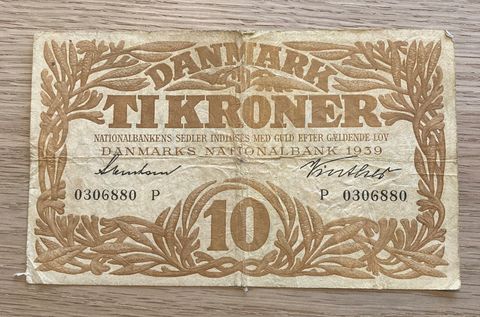 DANMARK
TI KRONER
NATIONALBANKENS SEDLER INDLØSES MED GULD EFTER GÆLDENDE LOV
DANMARKS NATIONALBANK 1939
0306880 P P 0306880
10